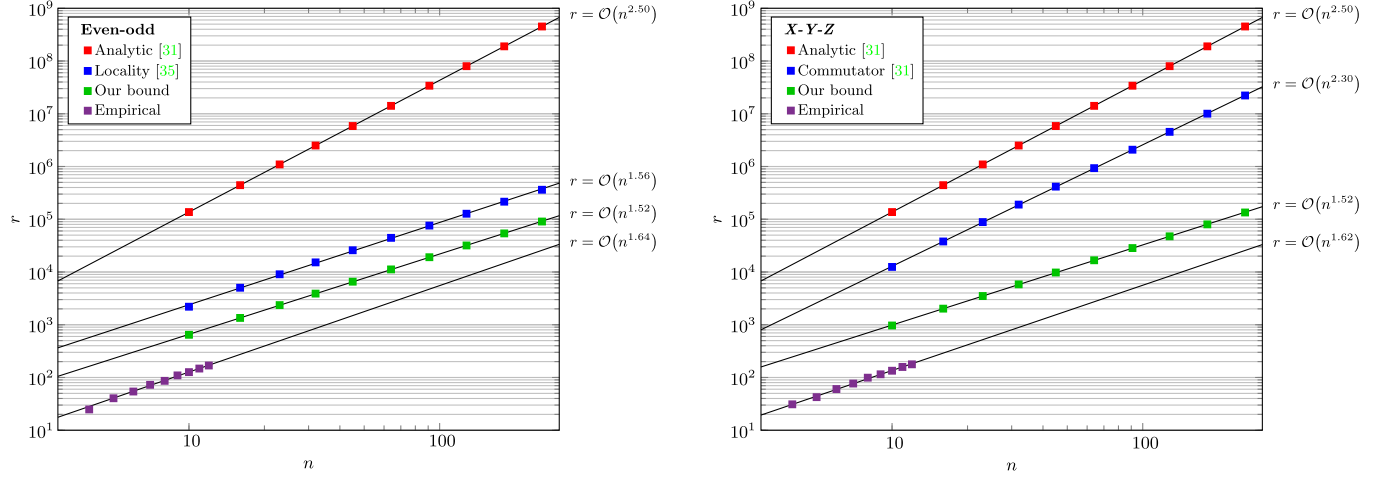 10^9
10^8
10^7
10^6
10^5
10^4
10^3
10^2
10^1
r
10
100
n
Even-odd
Analytic [31]
Locality [35]
Our bound
Empirical
r = 𝒪(n^{2.50})
r = 𝒪(n^{1.56})
r = 𝒪(n^{1.52})
r = 𝒪(n^{1.64})
10^9
10^8
10^7
10^6
10^5
10^4
10^3
10^2
10^1
r
10
100
n
X-Y-Z
Analytic [31]
Commutator [31]
Our bound
Empirical
r = 𝒪(n^{2.50})
r = 𝒪(n^{2.30})
r = 𝒪(n^{1.52})
r = 𝒪(n^{1.62})